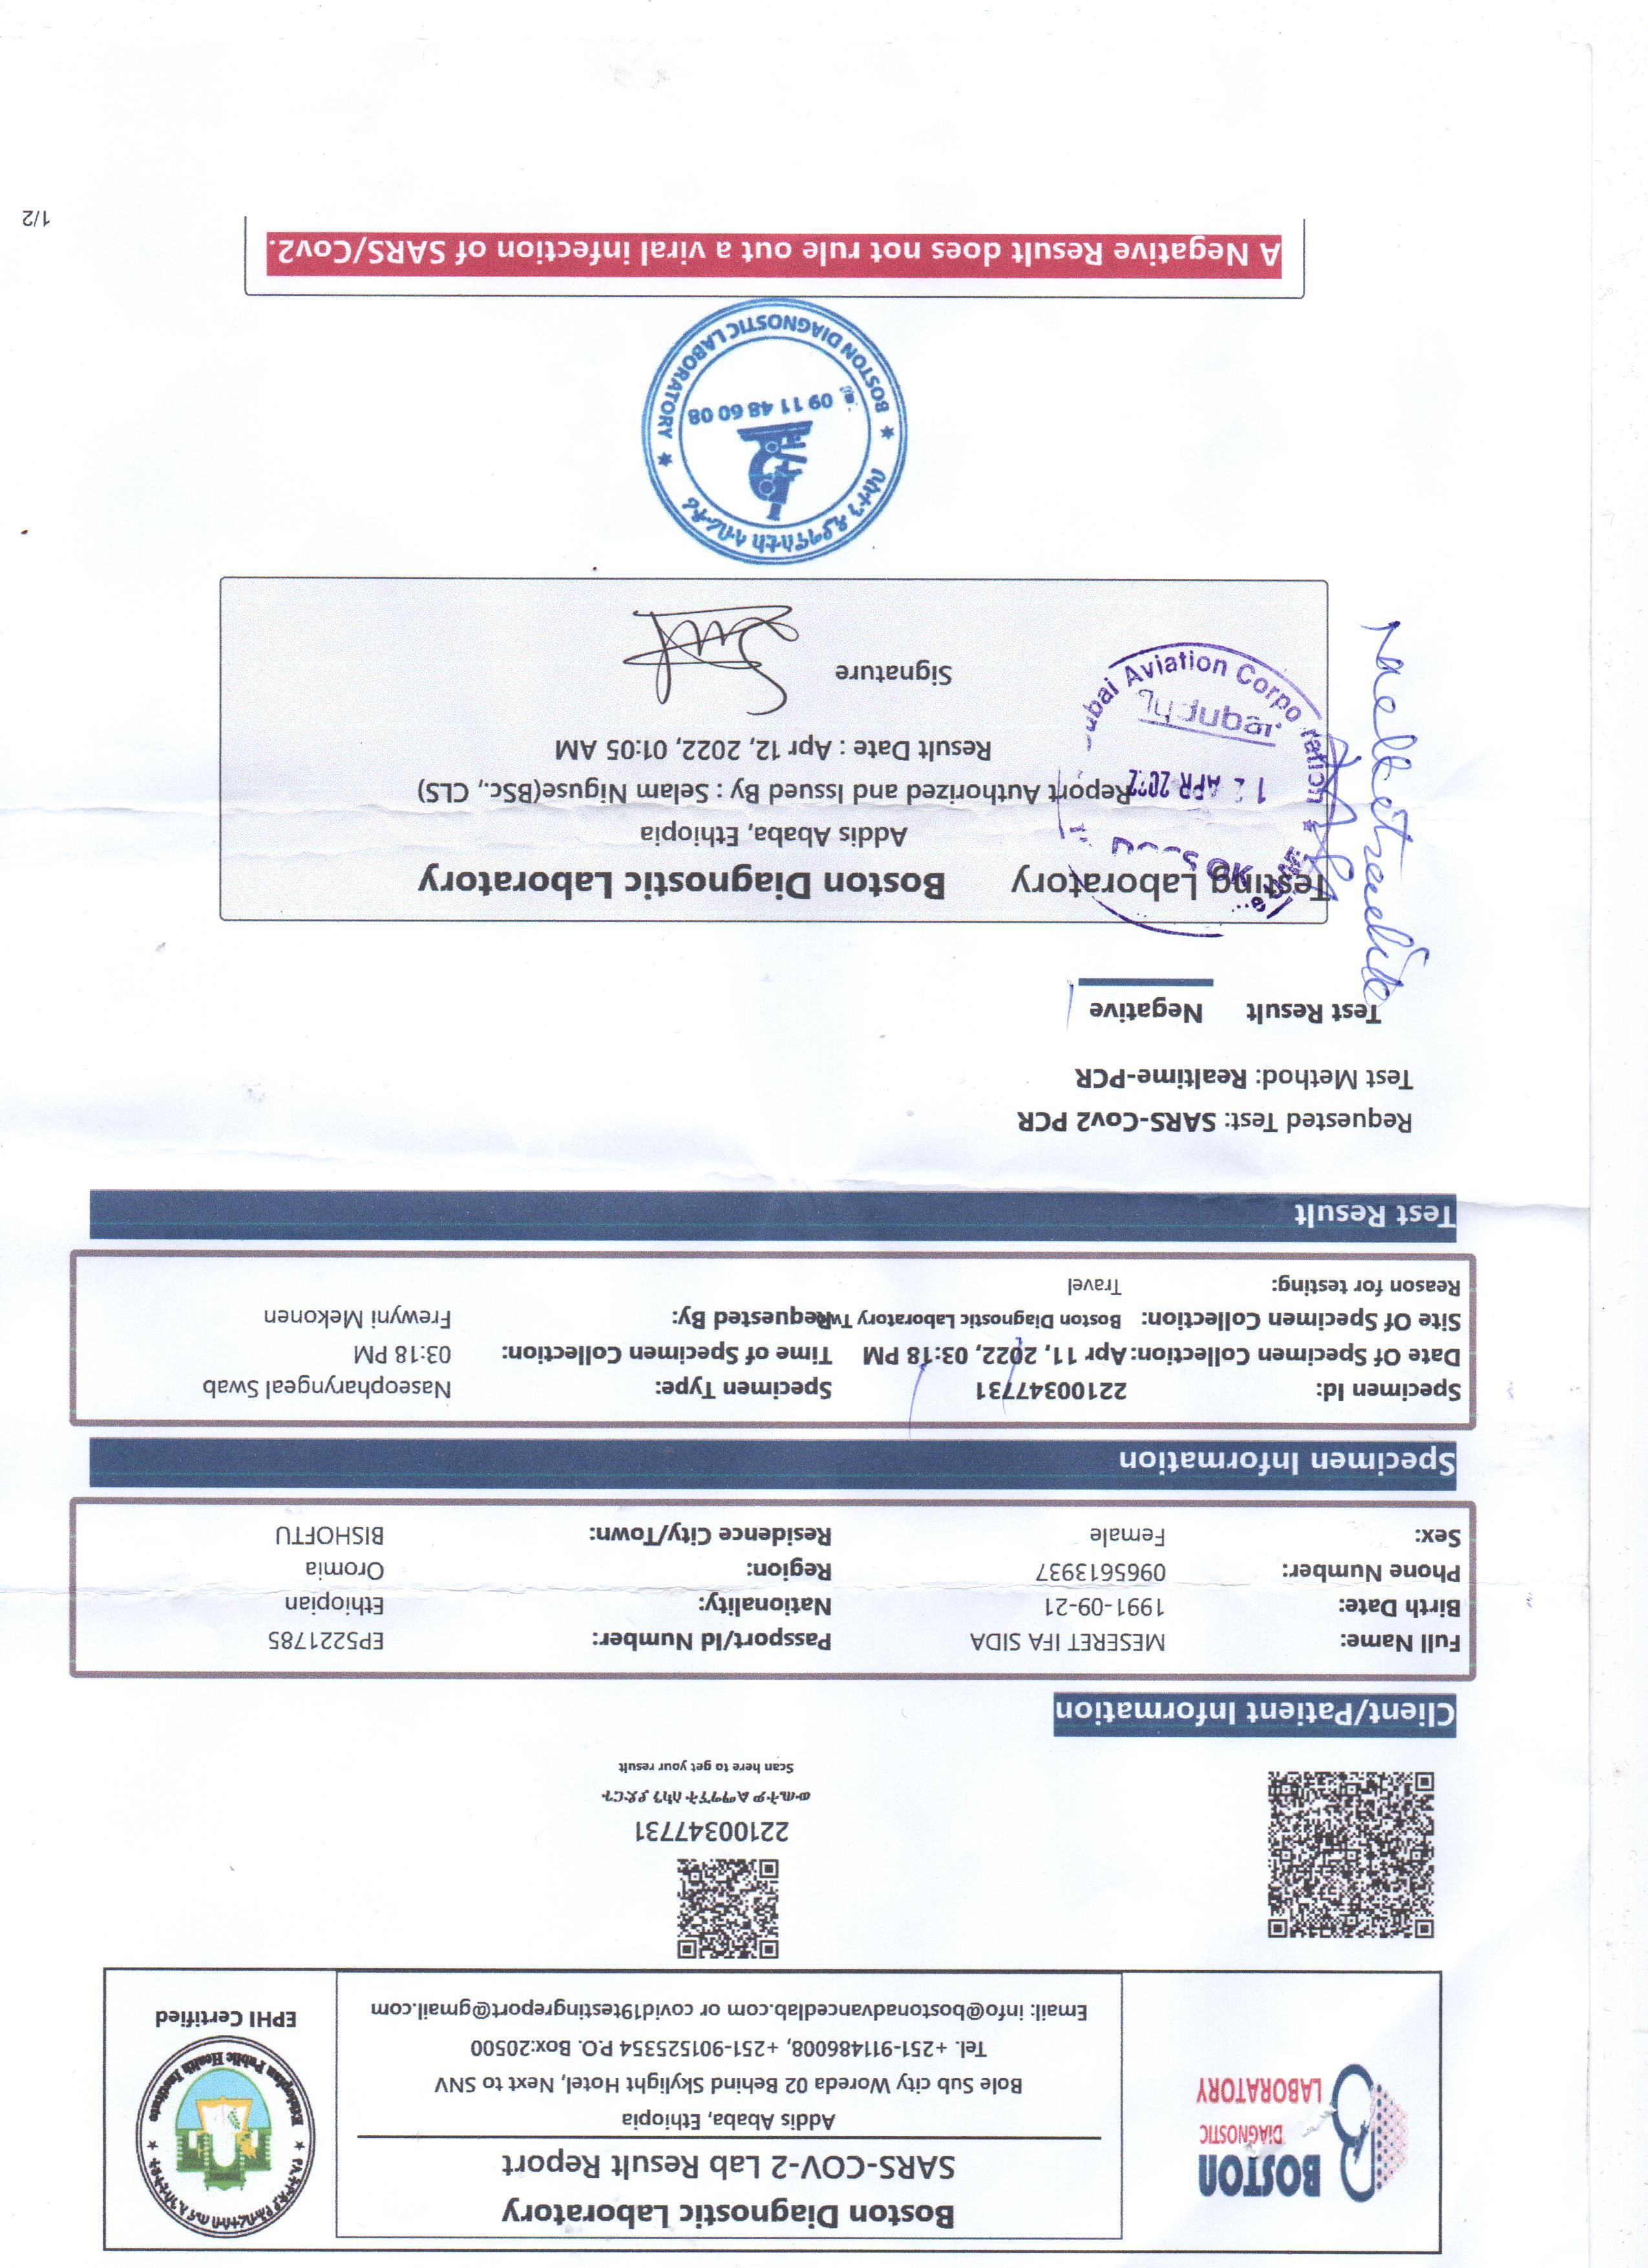 BOSTON
DIAGNOSTIC
LABORATORY
Boston Diagnostic Laboratory
SARS-COV-2 Lab Result Report
Addis Ababa, Ethiopia
Bole Sub city Woreda 02 Behind Skylight Hotel, Next to SNV
Tel. +251-911486008, +251-901525354 P.O. Box:20500
Email: info@bostonadvancedlab.com or covid19testingreport@gmail.com
የኢትዮጵያ የሕብረተሰብ ጤና ኢንስቲትዩት
Ethiopian Public Health Institute
EPHI Certified
22100347731
ውጤትዎ ልማግኘት ስካን ያድርጉ
Scan here to get your result
Client/Patient Information
Full Name: MESERET IFA SIDA Passport/Id Number: EP5221785
Birth Date: 1991-09-21 Nationality: Ethiopian
Phone Number: 0965613937 Region: Oromia
Sex: Female Residence City/Town: BISHOFTU
Specimen Information
Specimen Id: 22100347731 Specimen Type: Naseopharyngeal Swab
Date Of Specimen Collection: Apr 11, 2022, 03:18 PM Time of Specimen Collection: 03:18 PM
Site Of Specimen Collection: Boston Diagnostic Laboratory Requested By: Frewyni Mekonen
Reason for testing: Travel
Test Result
Requested Test: SARS-Cov2 PCR
Test Method: Realtime-PCR
Test Result Negative
Testing Laboratory Boston Diagnostic Laboratory
Addis Ababa, Ethiopia
Report Authorized and Issued By : Selam Niguse(BSc., CLS)
Result Date : Apr 12, 2022, 01:05 AM
Signature
12 APR 2022
flydubai
Dubai Aviation Corpo
ቦስተን ዲያግኖስቲክ ላብራቶሪ
09 11 48 60 08
BOSTON DIAGNOSTIC LABORATORY
A Negative Result does not rule out a viral infection of SARS/Cov2.
1/2